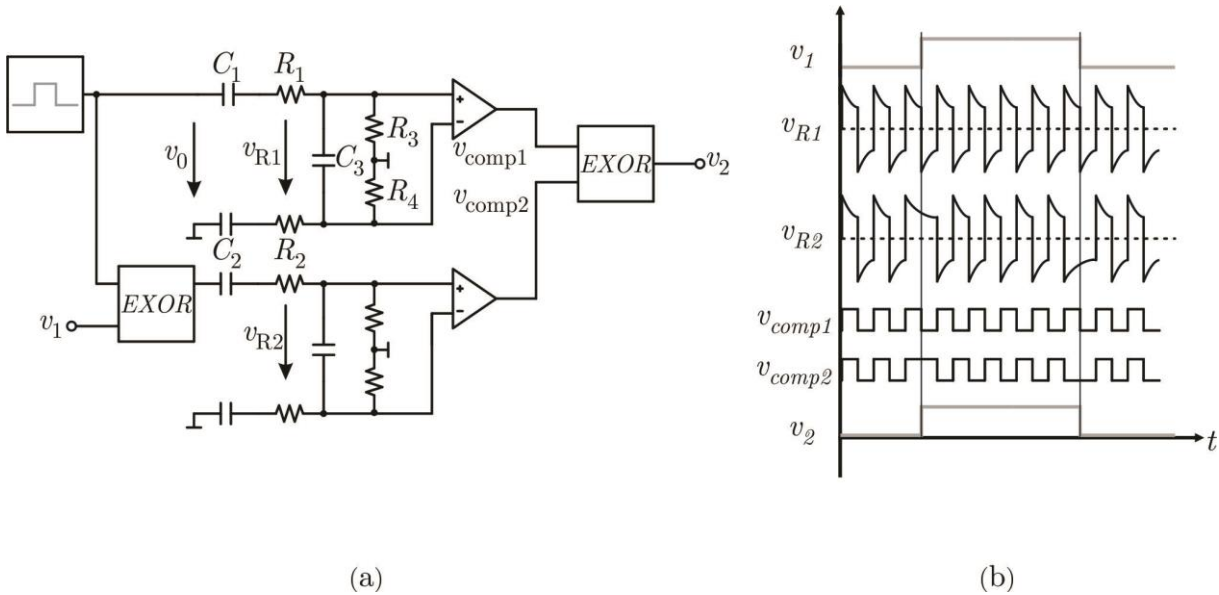 C1 R1
v0 vR1 C3 R3
R4
+
-
vcomp1
vcomp2
EXOR
v2
C2 R2
EXOR
v1
vR2
+
-
(a)
v1
vR1
vR2
vcomp1
vcomp2
v2
t
(b)